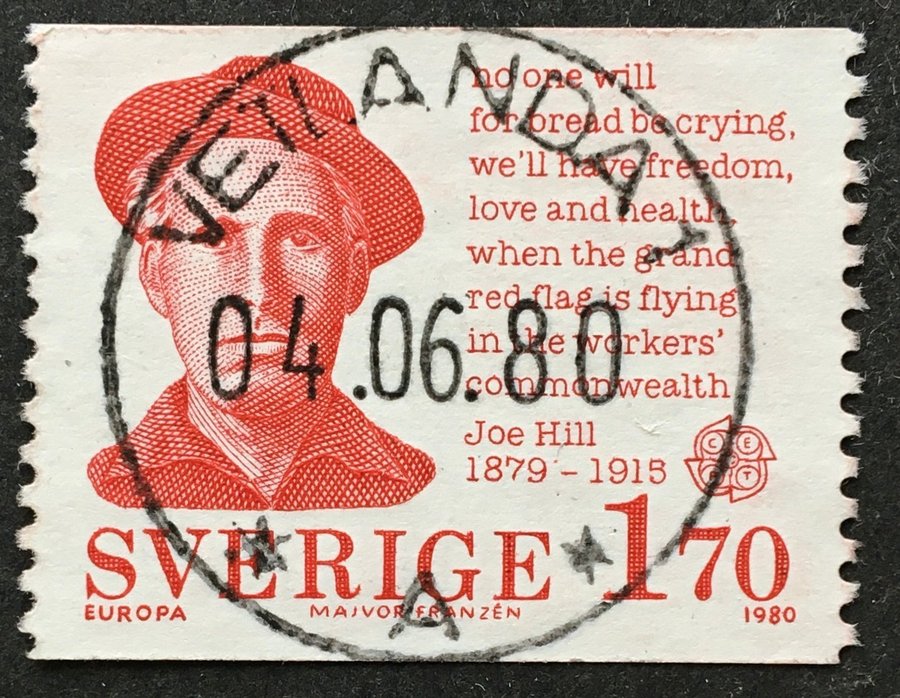 VETLANDA 1
no one will
for bread be crying,
we'll have freedom,
love and health,
when the grand
red flag is flying
in the workers'
commonwealth
Joe Hill
1879 – 1915
CEPT
04.06.80
SVERIGE 170
EUROPA MAJVOR FRANZÉN 1980
A